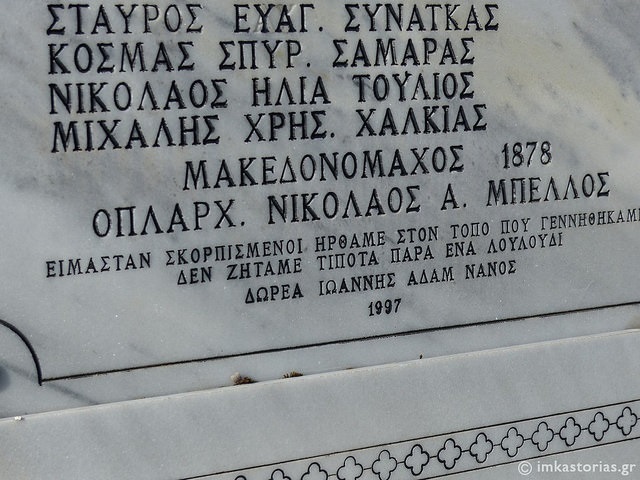 ΣΤΑΥΡΟΣ ΕΥΑΓ. ΣΥΝΑΤΚΑΣ
ΚΟΣΜΑΣ ΣΠΥΡ. ΣΑΜΑΡΑΣ
ΝΙΚΟΛΑΟΣ ΗΛΙΑ ΤΟΥΛΙΟΣ
ΜΙΧΑΛΗΣ ΧΡΗΣ. ΧΑΛΚΙΑΣ
ΜΑΚΕΔΟΝΟΜΑΧΟΣ 1878
ΟΠΛΑΡΧ. ΝΙΚΟΛΑΟΣ Α. ΜΠΕΛΛΟΣ
ΕΙΜΑΣΤΑΝ ΣΚΟΡΠΙΣΜΕΝΟΙ ΗΡΘΑΜΕ ΣΤΟΝ ΤΟΠΟ ΠΟΥ ΓΕΝΝΗΘΗΚΑΜΕ
ΔΕΝ ΖΗΤΑΜΕ ΤΙΠΟΤΑ ΠΑΡΑ ΕΝΑ ΛΟΥΛΟΥΔΙ
ΔΩΡΕΑ ΙΩΑΝΝΗΣ ΑΔΑΜ ΝΑΝΟΣ
1997
© imkastorias.gr